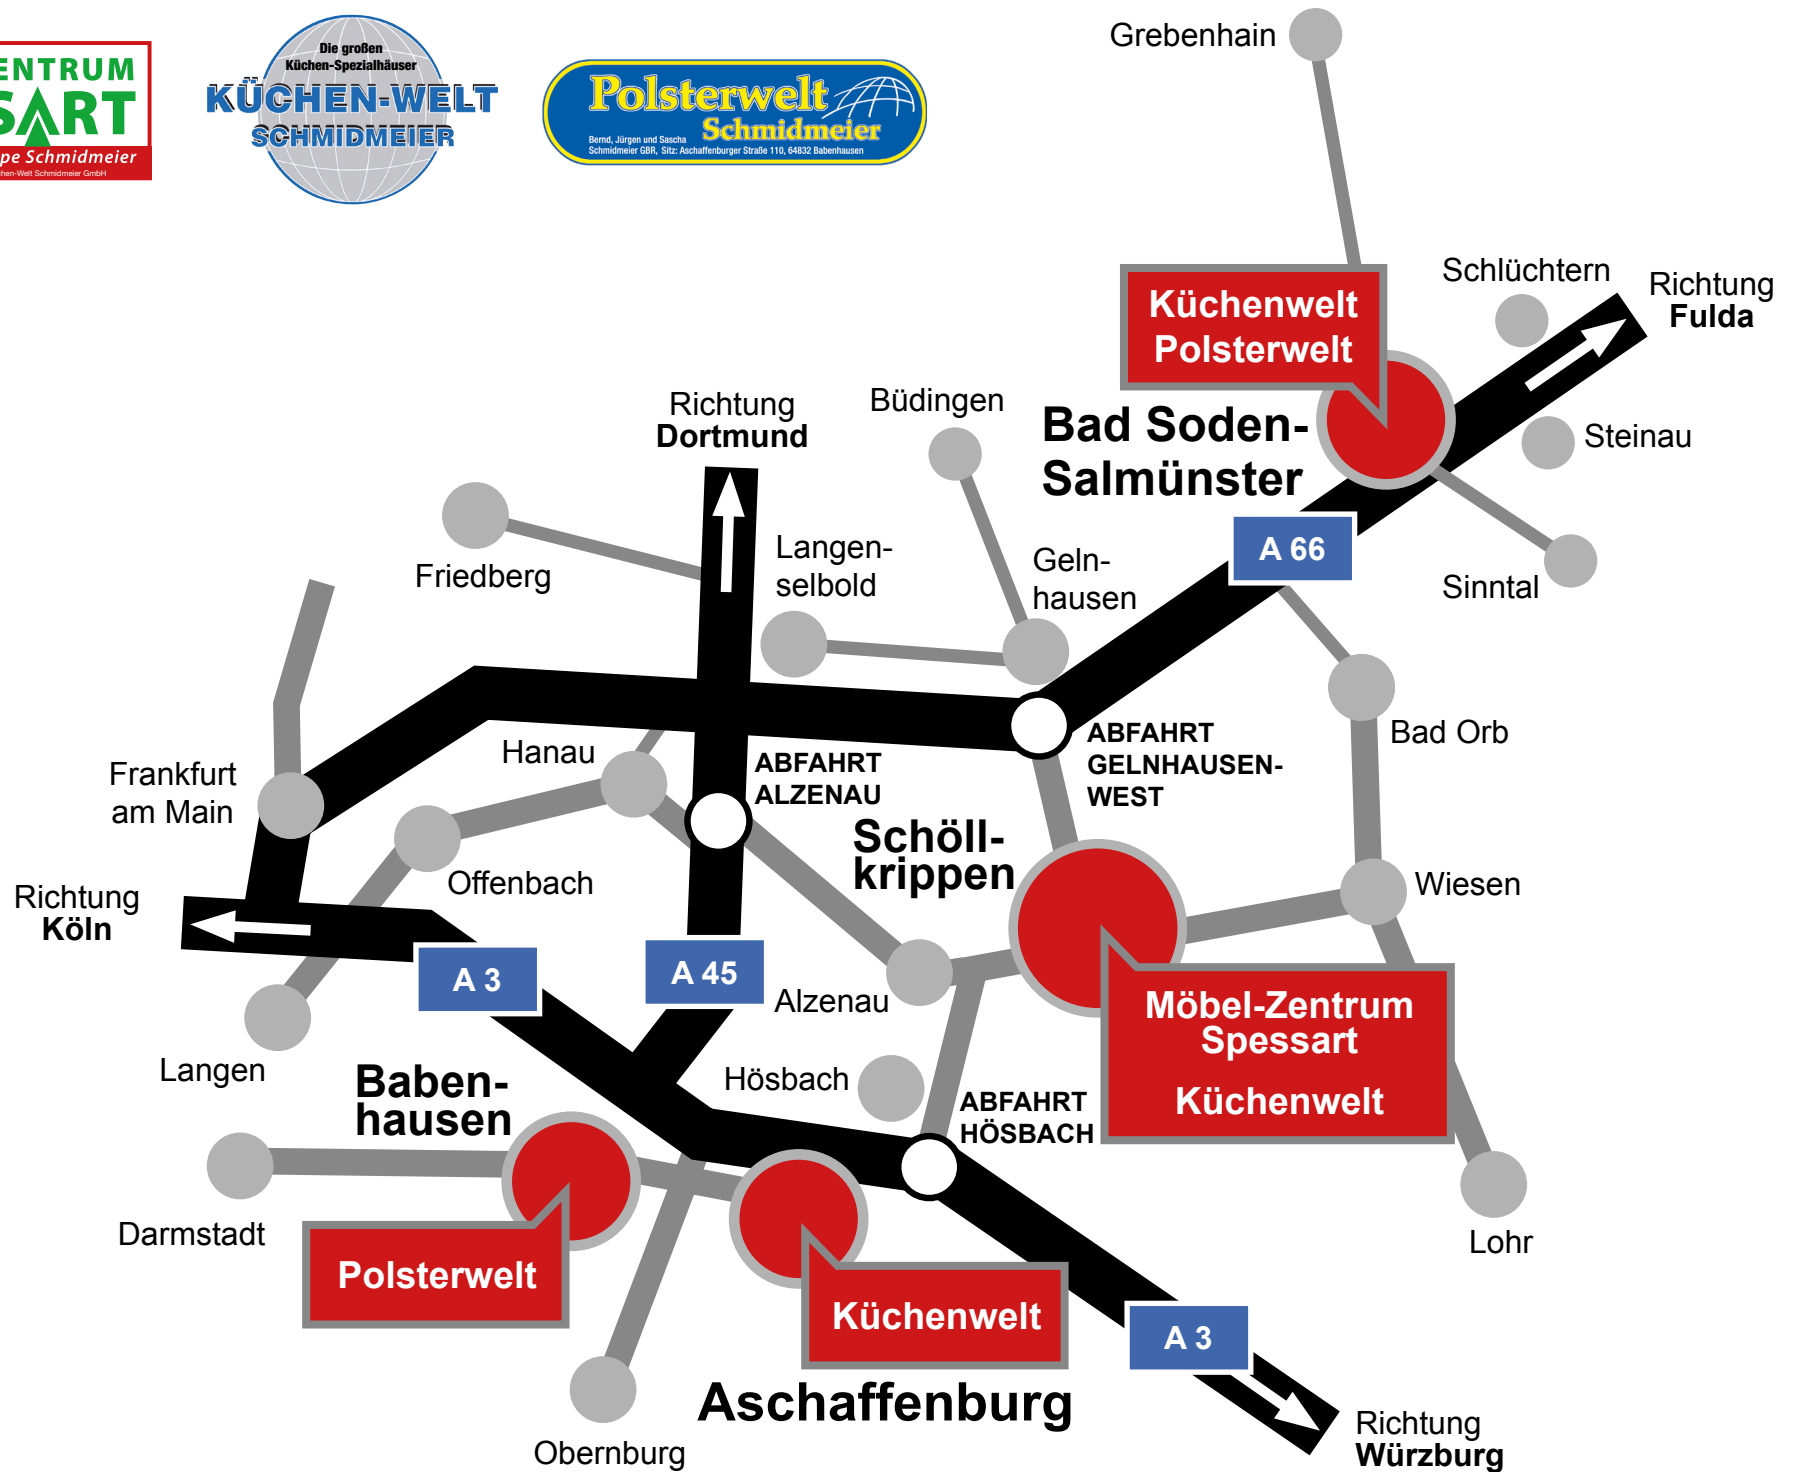 ENTRUM
SART
pe Schmidmeier
hen-Welt Schmidmeier GmbH
Die großen
Küchen-Spezialhäuser
KÜCHEN-WELT
SCHMIDMEIER
Polsterwelt
Schmidmeier
Bernd, Jürgen und Sascha
Schmidmeier GBR, Sitz: Aschaffenburger Straße 110, 64832 Babenhausen
Grebenhain
Schlüchtern
Richtung
Fulda
Küchenwelt
Polsterwelt
Richtung
Dortmund
Büdingen
Bad Soden-
Salmünster
Steinau
Friedberg
Langen-
selbold
Geln-
hausen
A 66
Sinntal
Hanau
ABFAHRT
ALZENAU
ABFAHRT
GELNHAUSEN-
WEST
Bad Orb
Frankfurt
am Main
Offenbach
Schöll-
krippen
Wiesen
Richtung
Köln
A 3
A 45
Alzenau
Möbel-Zentrum
Spessart
Küchenwelt
Langen
Baben-
hausen
Hösbach
ABFAHRT
HÖSBACH
Darmstadt
Polsterwelt
Küchenwelt
Lohr
A 3
Aschaffenburg
Obernburg
Richtung
Würzburg